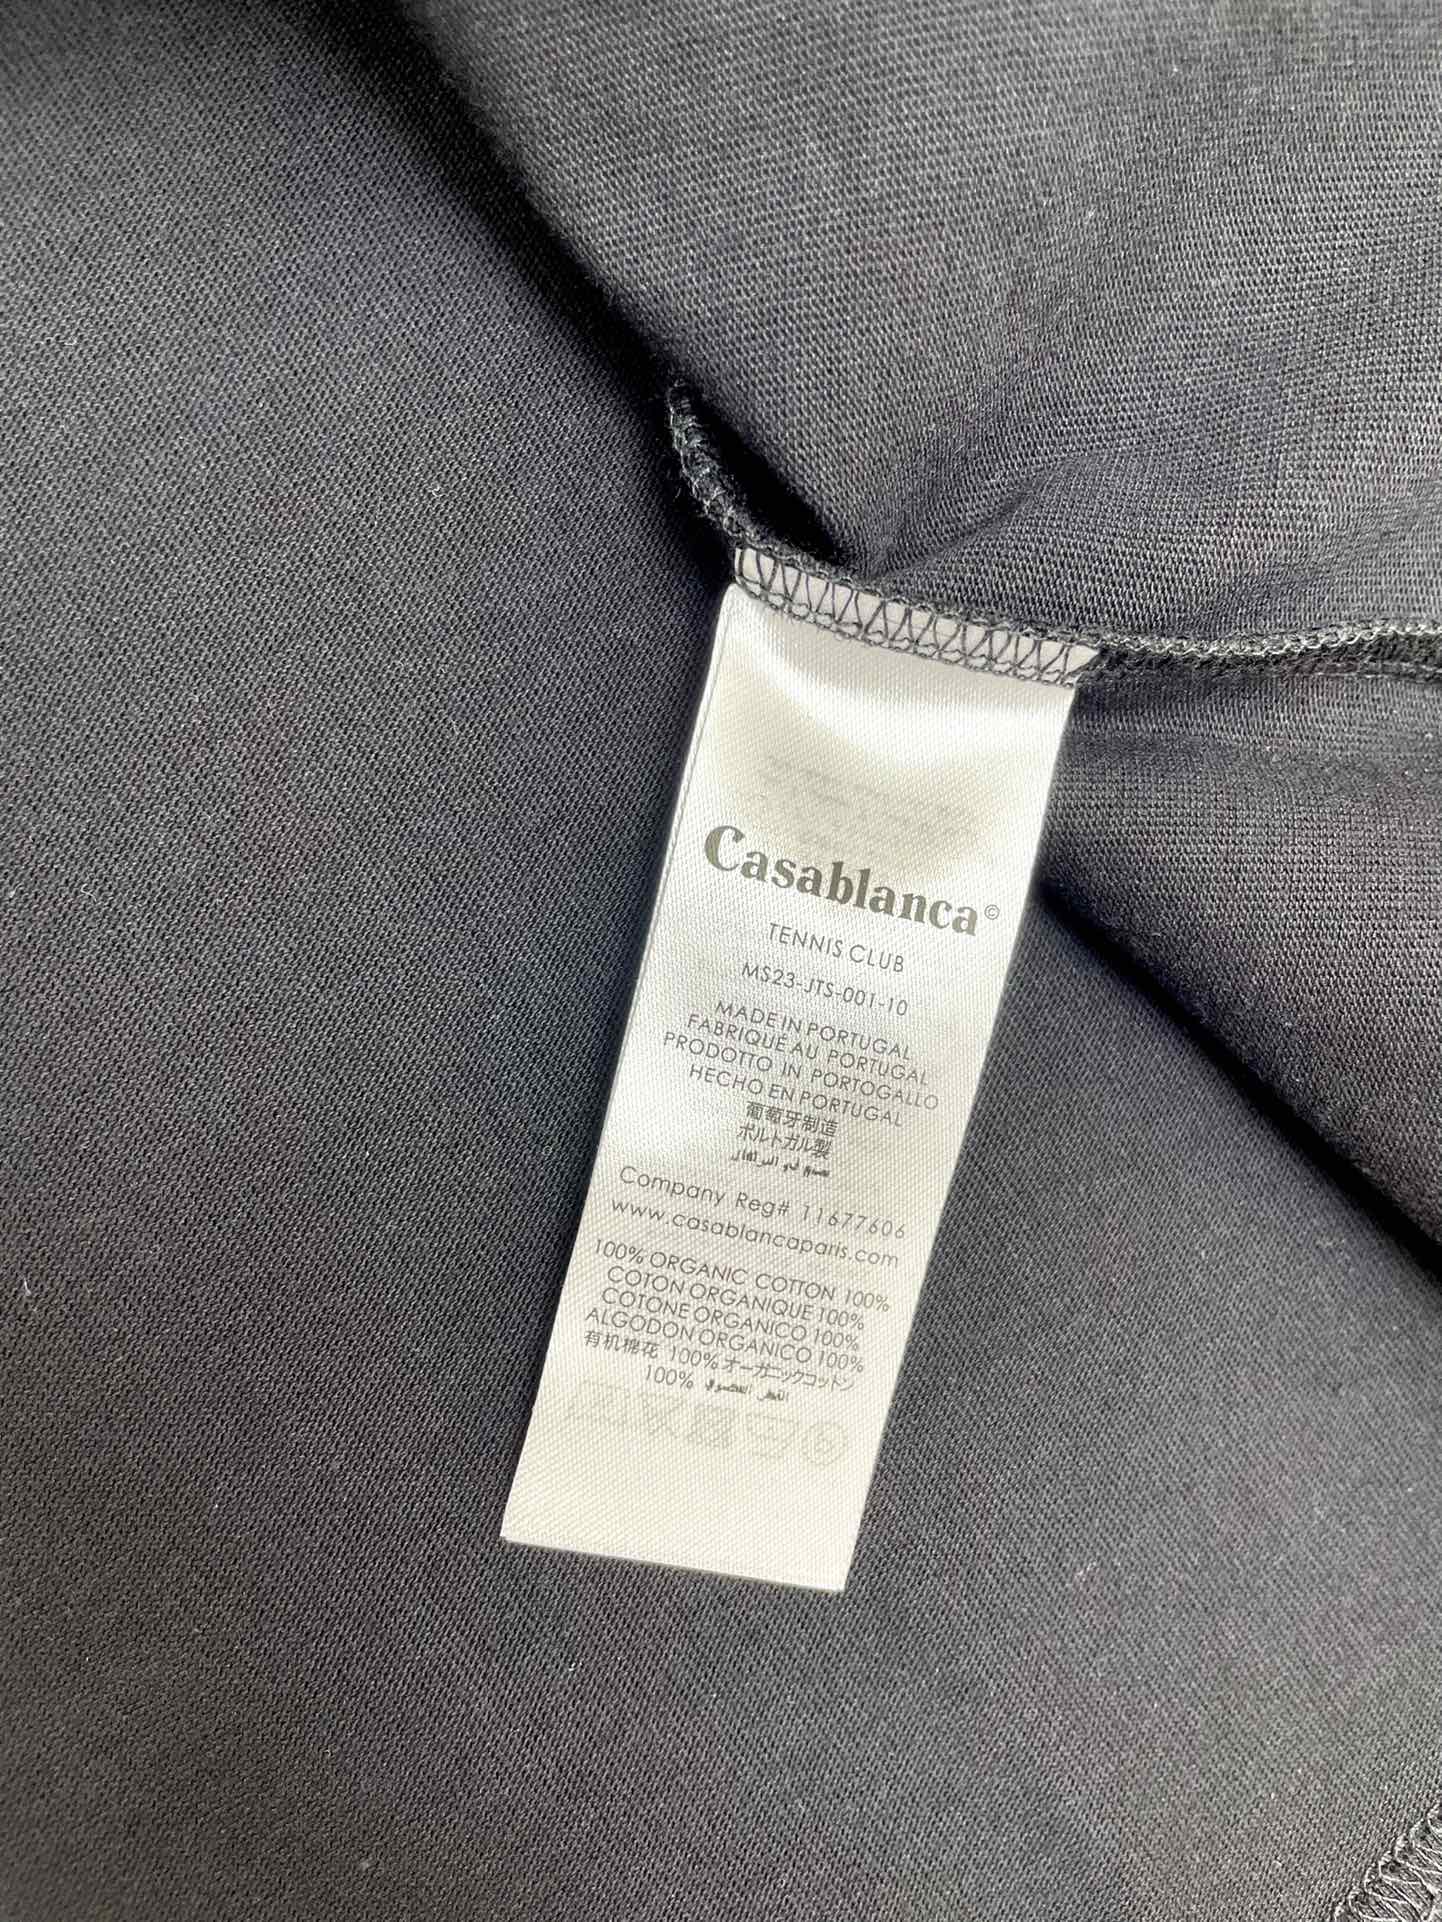 Casablanca©
TENNIS CLUB
MS23-JTS-001-10
MADE IN PORTUGAL
FABRIQUÉ AU PORTUGAL
PRODOTTO IN PORTOGALLO
HECHO EN PORTUGAL
葡萄牙制造
ポルトガル製
Company Reg# 11677606
www.casablancaparis.com
100% ORGANIC COTTON 100%
COTON ORGANIQUE 100%
COTONE ORGANICO 100%
ALGODON ORGANICO 100%
有机棉花 100% オーガニックコットン
100%